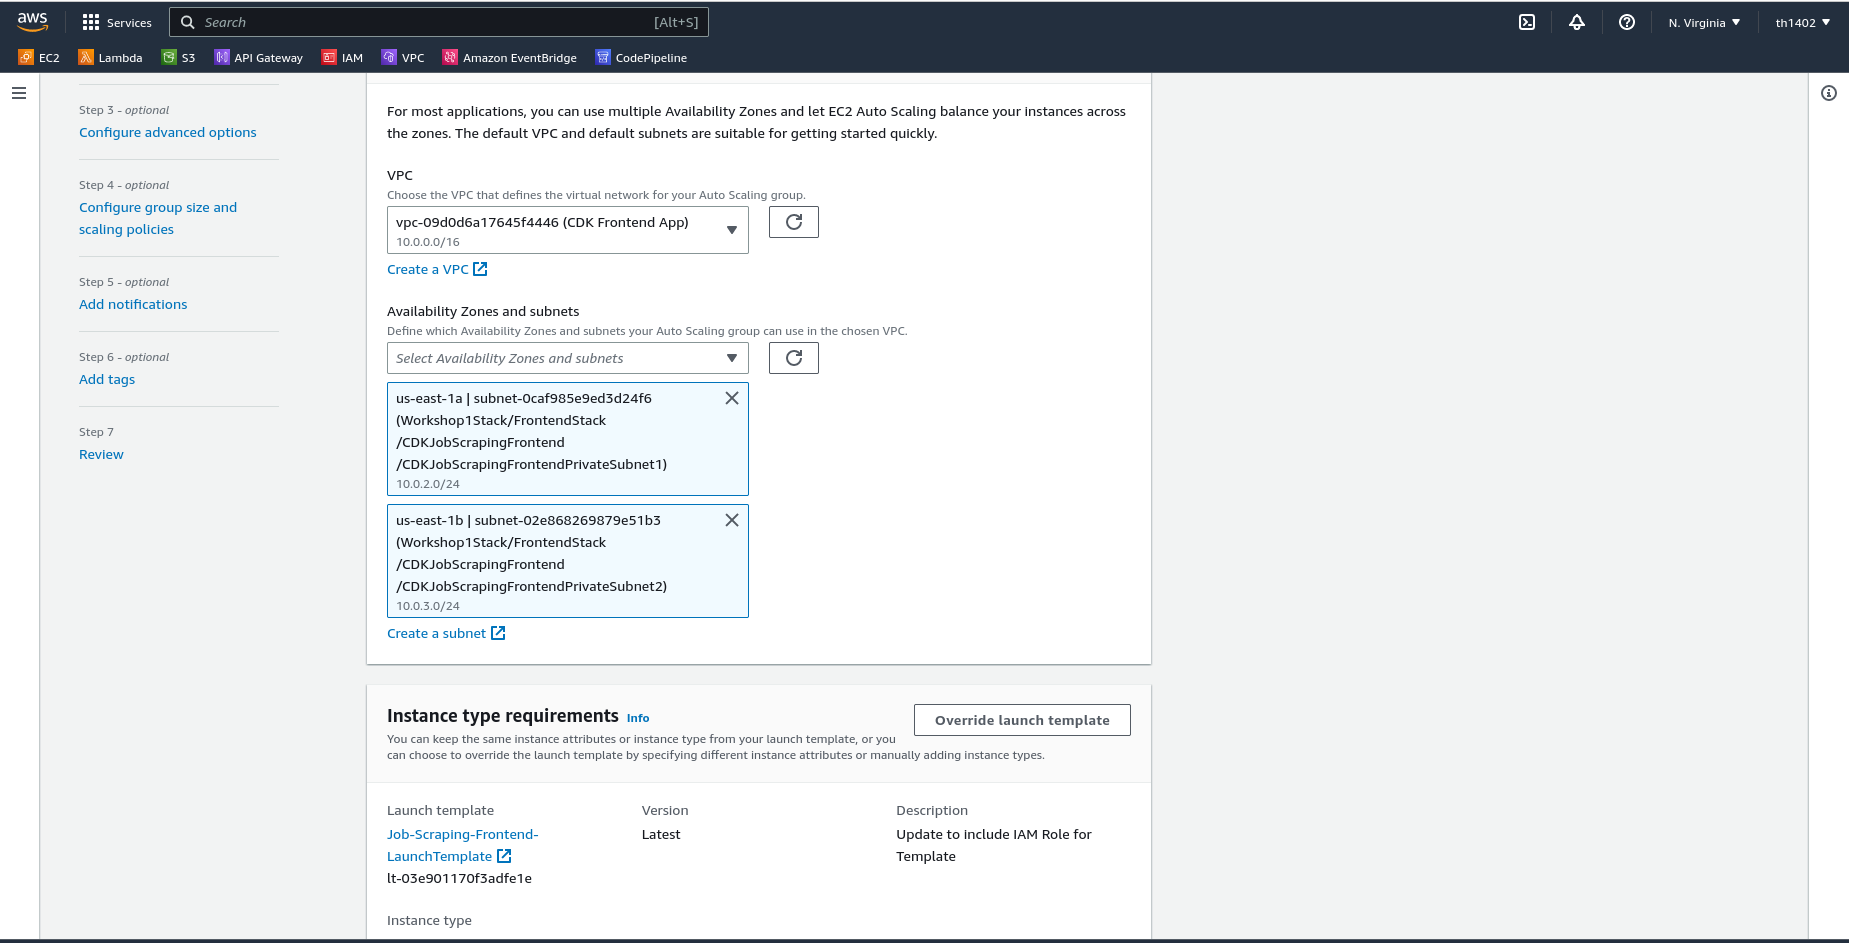 aws
Services
Search
[Alt+S]
N. Virginia
th1402
EC2
Lambda
S3
API Gateway
IAM
VPC
Amazon EventBridge
CodePipeline
Step 3 - optional
Configure advanced options
Step 4 - optional
Configure group size and
scaling policies
Step 5 - optional
Add notifications
Step 6 - optional
Add tags
Step 7
Review
For most applications, you can use multiple Availability Zones and let EC2 Auto Scaling balance your instances across
the zones. The default VPC and default subnets are suitable for getting started quickly.
VPC
Choose the VPC that defines the virtual network for your Auto Scaling group.
vpc-09d0d6a17645f4446 (CDK Frontend App)
10.0.0.0/16
Create a VPC
Availability Zones and subnets
Define which Availability Zones and subnets your Auto Scaling group can use in the chosen VPC.
Select Availability Zones and subnets
us-east-1a | subnet-0caf985e9ed3d24f6
(Workshop1Stack/FrontendStack
/CDKJobScrapingFrontend
/CDKJobScrapingFrontendPrivateSubnet1)
10.0.2.0/24
us-east-1b | subnet-02e868269879e51b3
(Workshop1Stack/FrontendStack
/CDKJobScrapingFrontend
/CDKJobScrapingFrontendPrivateSubnet2)
10.0.3.0/24
Create a subnet
Instance type requirements Info
Override launch template
You can keep the same instance attributes or instance type from your launch template, or you
can choose to override the launch template by specifying different instance attributes or manually adding instance types.
Launch template
Job-Scraping-Frontend-
LaunchTemplate
lt-03e901170f3adfe1e
Version
Latest
Description
Update to include IAM Role for
Template
Instance type